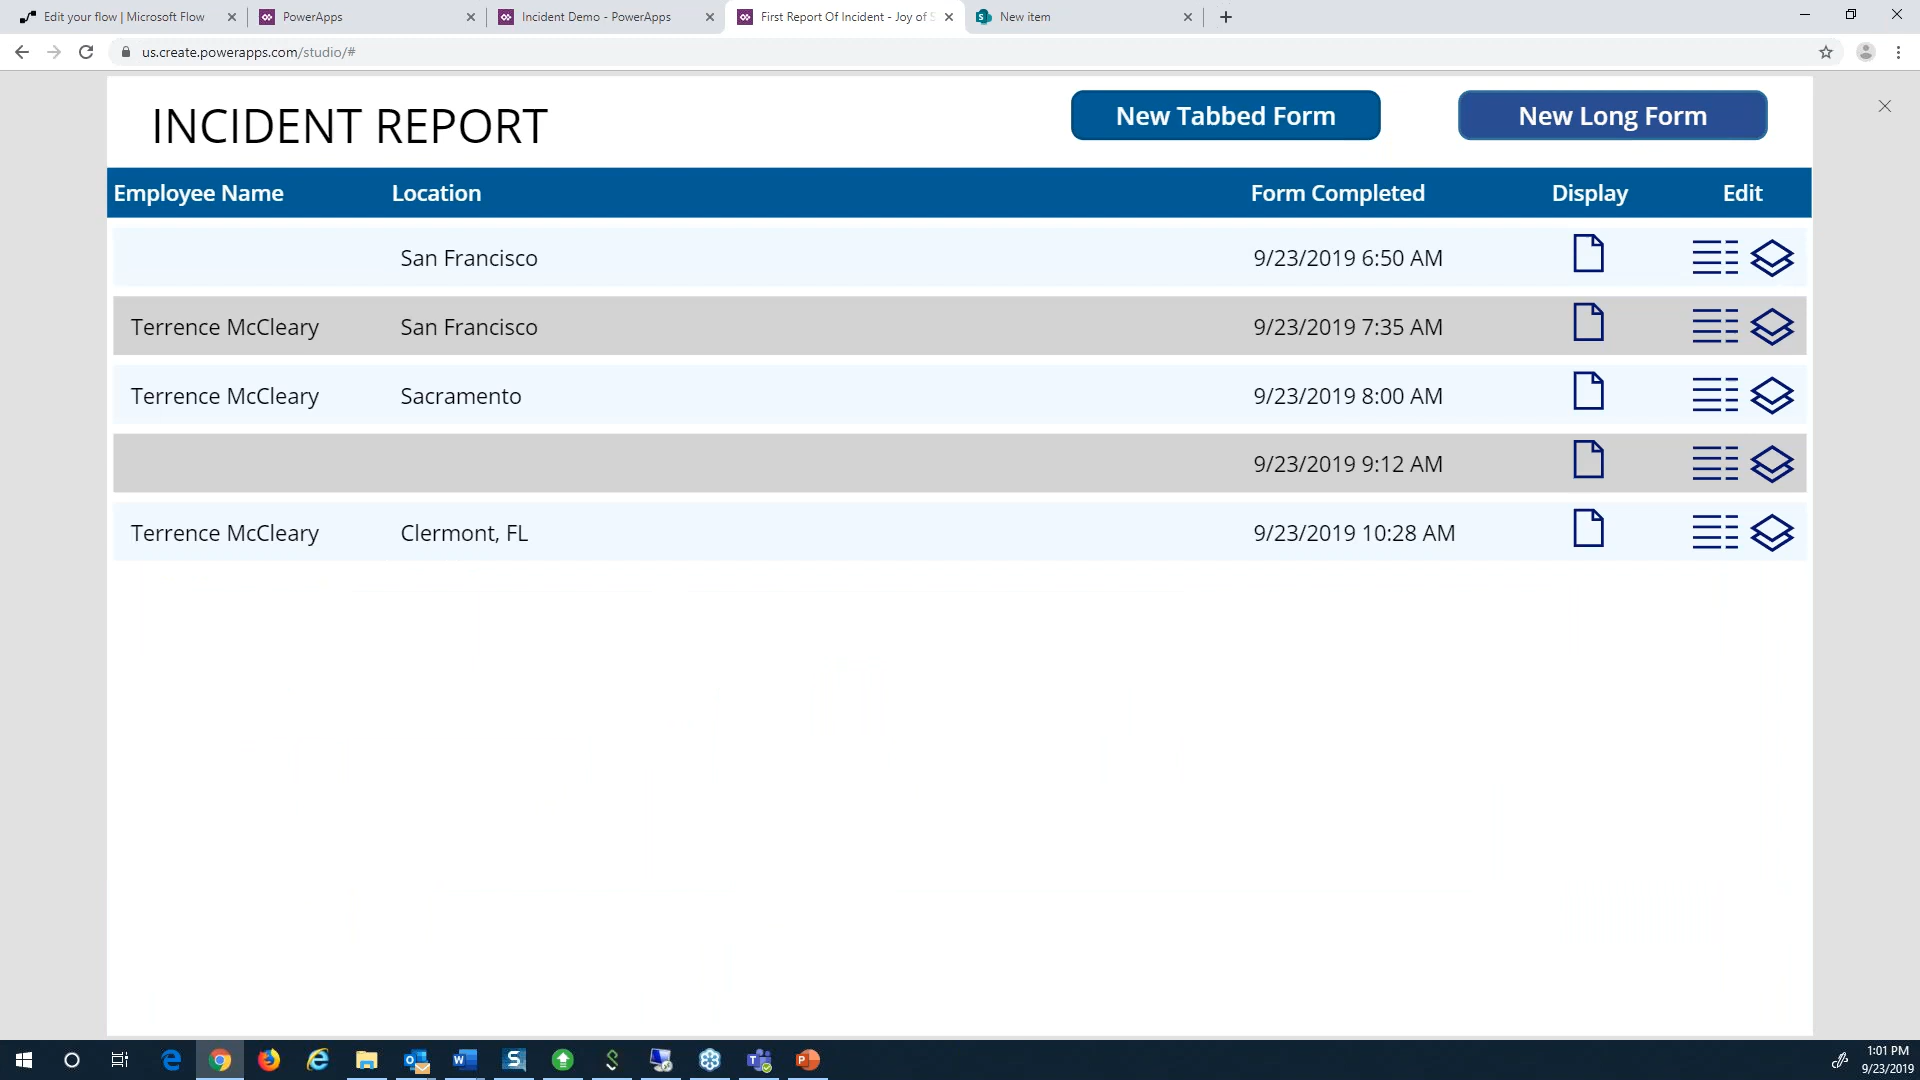 Edit your flow | Microsoft Flow
PowerApps
Incident Demo - PowerApps
First Report Of Incident - Joy of S
New item
us.create.powerapps.com/studio/#
INCIDENT REPORT
New Tabbed Form
New Long Form
Employee Name Location Form Completed Display Edit
San Francisco 9/23/2019 6:50 AM
Terrence McCleary San Francisco 9/23/2019 7:35 AM
Terrence McCleary Sacramento 9/23/2019 8:00 AM
9/23/2019 9:12 AM
Terrence McCleary Clermont, FL 9/23/2019 10:28 AM
1:01 PM
9/23/2019